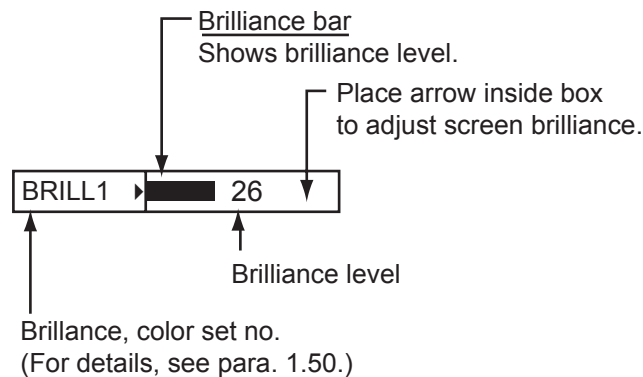 Brilliance bar
Shows brilliance level.
Place arrow inside box
to adjust screen brilliance.
BRILL1 26
Brilliance level
Brillance, color set no.
(For details, see para. 1.50.)